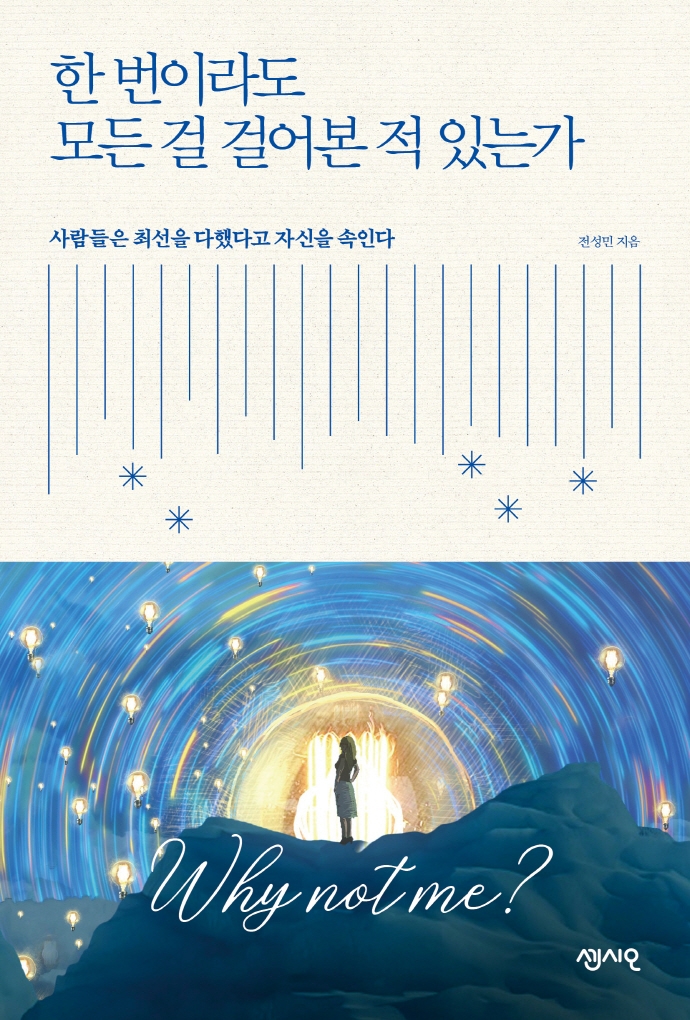 한 번이라도
모든 걸 걸어본 적 있는가
사람들은 최선을 다했다고 자신을 속인다
전성민 지음
Why not me?
센시오